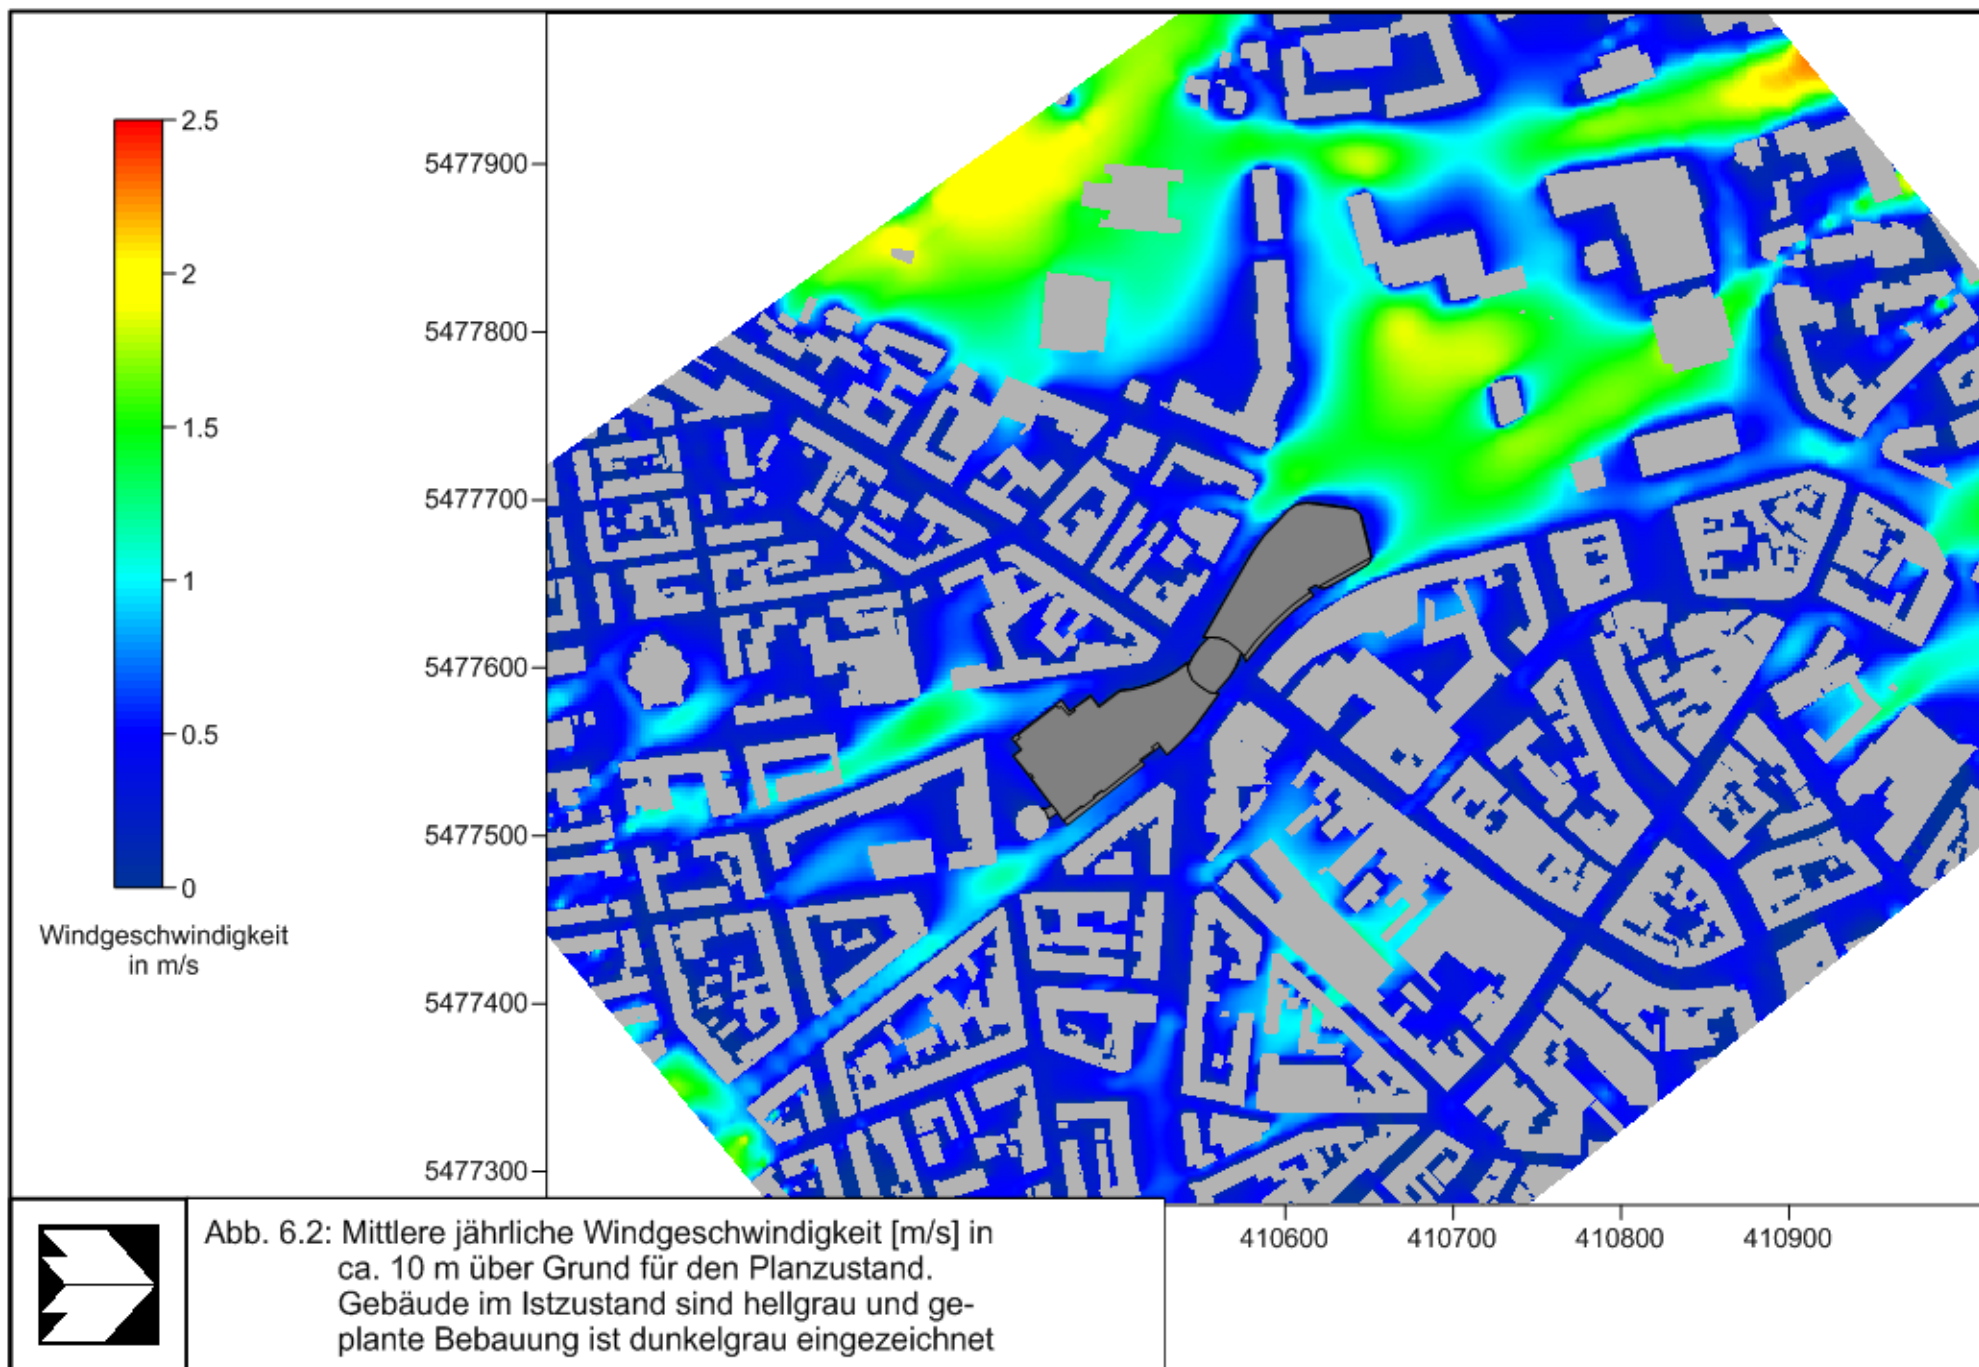 2.5
2
1.5
1
0.5
0
Windgeschwindigkeit
in m/s
5477900
5477800
5477700
5477600
5477500
5477400
5477300
410600 410700 410800 410900
Abb. 6.2: Mittlere jährliche Windgeschwindigkeit [m/s] in
ca. 10 m über Grund für den Planzustand.
Gebäude im Istzustand sind hellgrau und ge-
plante Bebauung ist dunkelgrau eingezeichnet